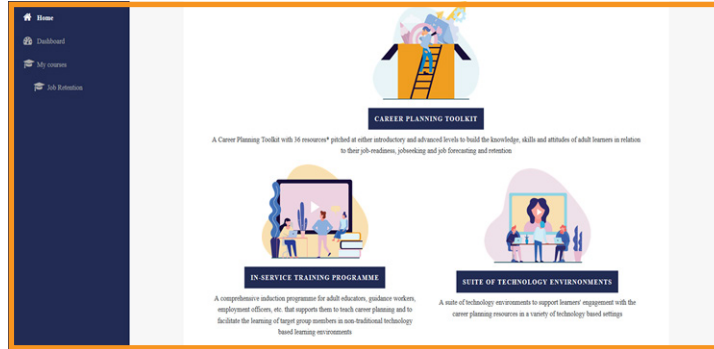 Home
Dashboard
My courses
Job Retention
CAREER PLANNING TOOLKIT
A Career Planning Toolkit with 36 resources* pitched at either introductory and advanced levels to build the knowledge, skills and attitudes of adult learners in relation
to their job-readiness, jobseeking and job forecasting and retention
IN-SERVICE TRAINING PROGRAMME
A comprehensive induction programme for adult educators, guidance workers,
employment officers, etc. that supports them to teach career planning and to
facilitate the learning of target group members in non-traditional technology
based learning environments
SUITE OF TECHNOLOGY ENVIRNONMENTS
A suite of technology environments to support learners' engagement with the
career planning resources in a variety of technology based settings